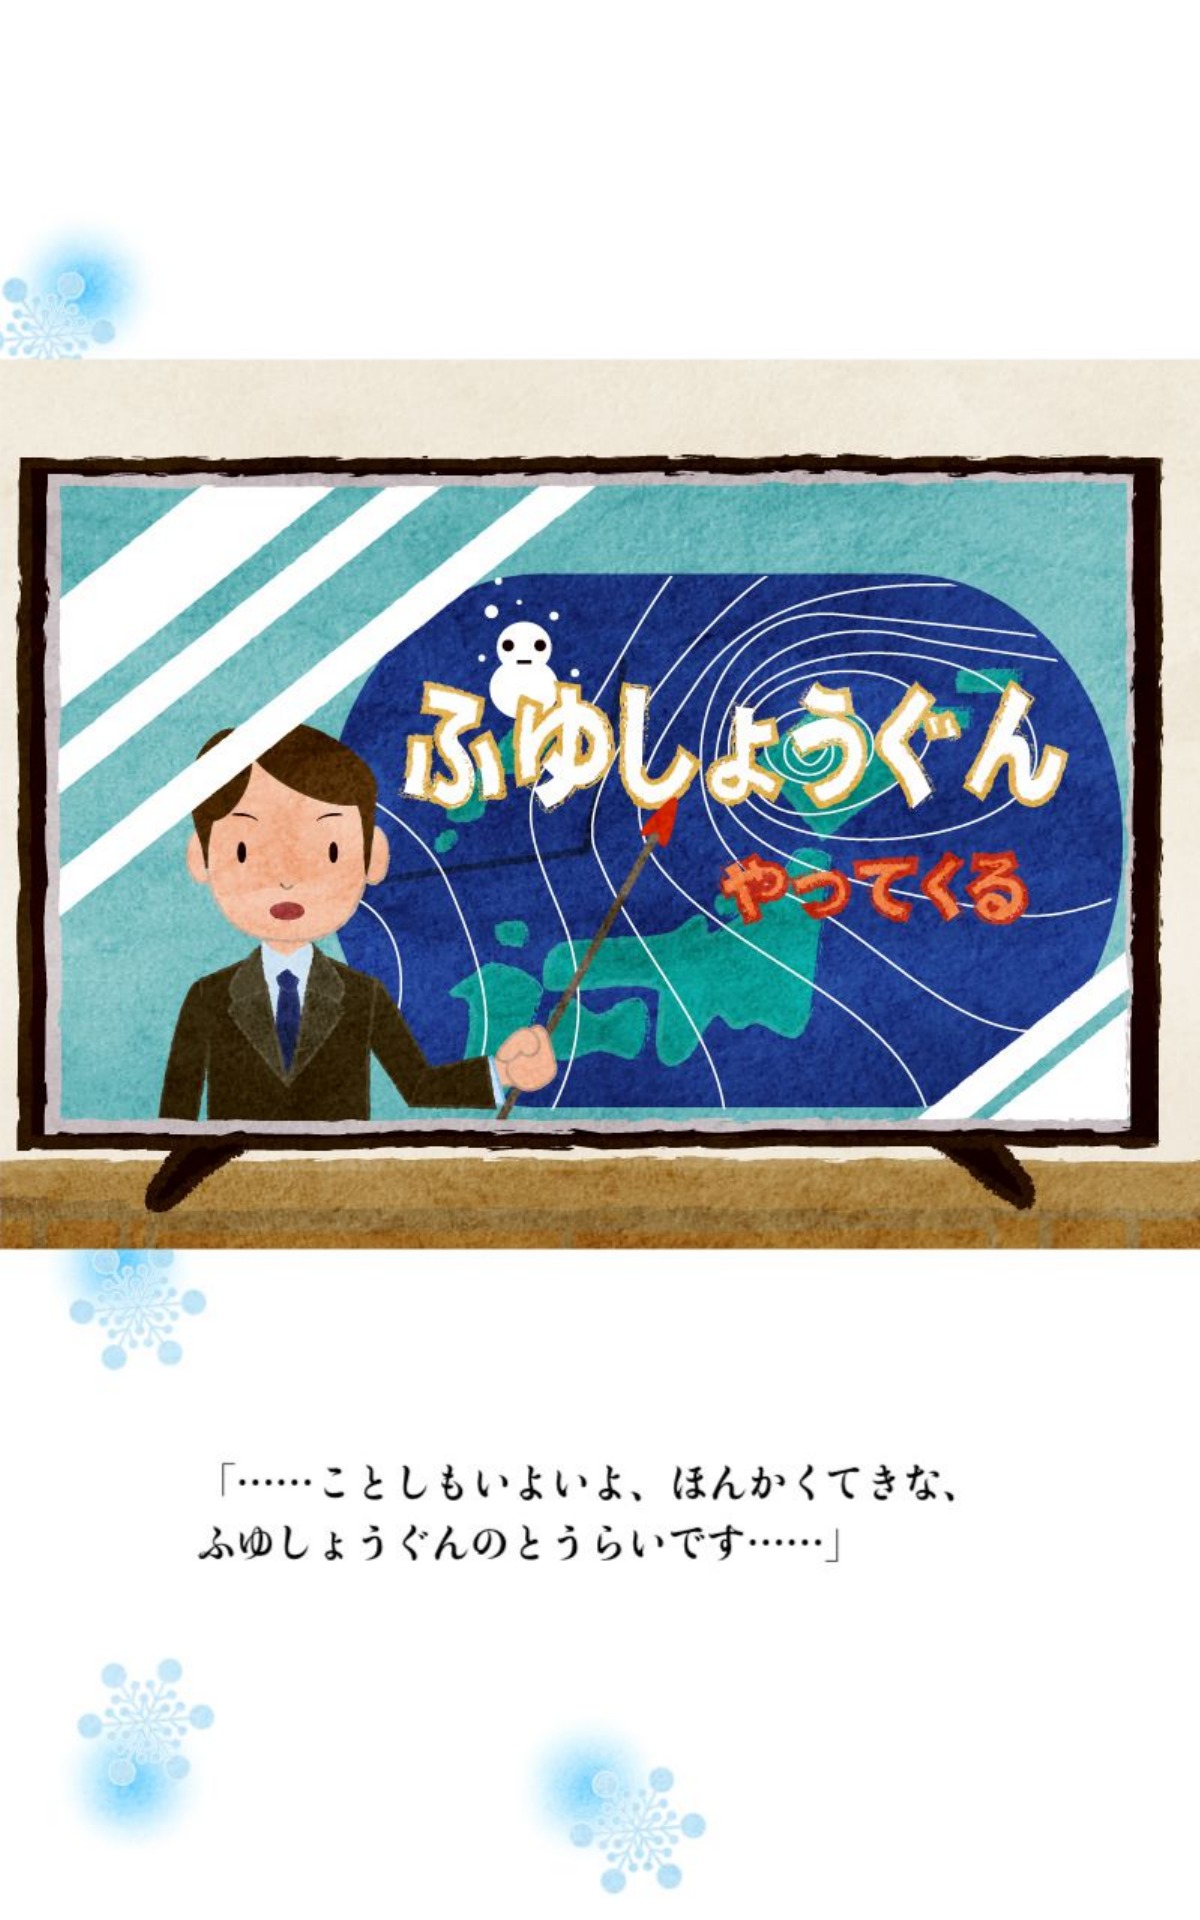 ふゆしょうぐん
やってくる
「……ことしもいよいよ、ほんかくてきな、
ふゆしょうぐんのとうらいです……」